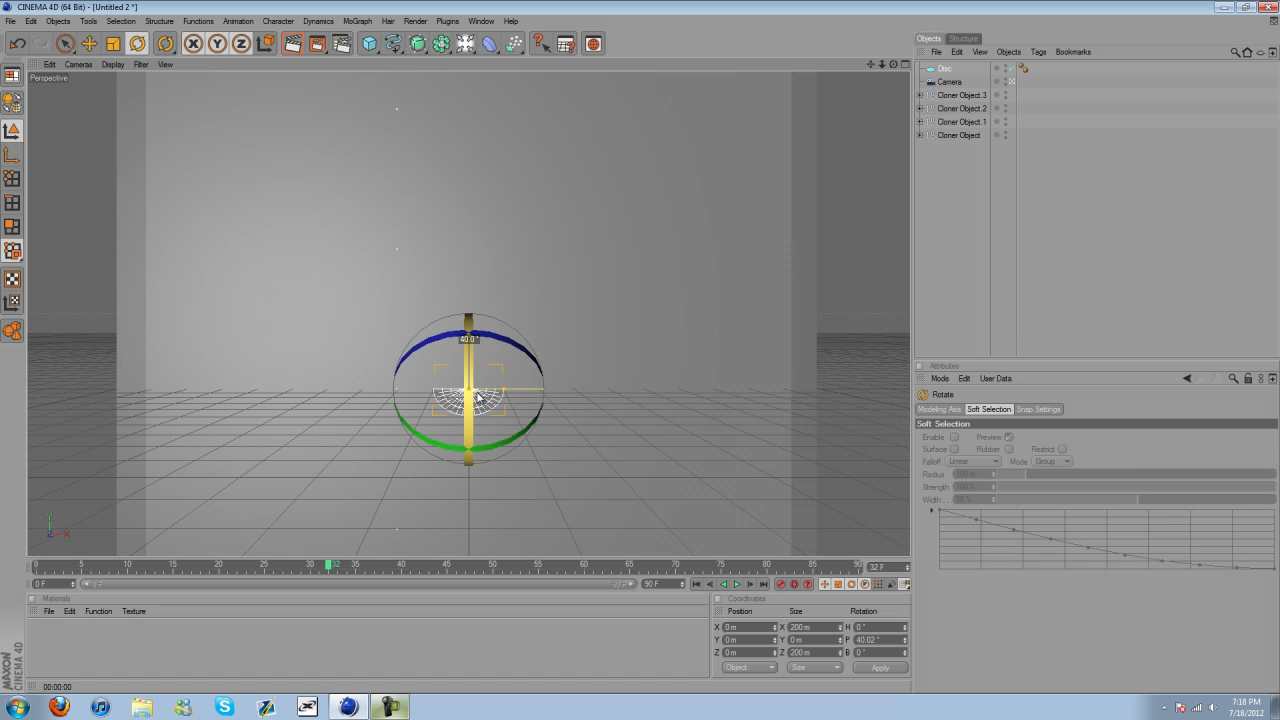 CINEMA 4D (64 Bit) - [Untitled 2 *]
File Edit Objects Tools Selection Structure Functions Animation Character Dynamics MoGraph Hair Render Plugins Window Help
Objects Structure
File Edit View Objects Tags Bookmarks
Edit Cameras Display Filter View
Perspective
Disc
Camera
Cloner Object.3
Cloner Object.2
Cloner Object.1
Cloner Object
40.0 °
Attributes
Mode Edit User Data
Rotate
Modeling Axis Soft Selection Snap Settings
Soft Selection
Enable Preview
Surface Rubber Restrict
Falloff Linear Mode Group
Radius 100 m
Strength 100 %
Width... 50 %
Y
Z X
0 5 10 15 20 25 30 32 35 40 45 50 55 60 65 70 75 80 85 90 32 F
0 F 90 F
Materials
File Edit Function Texture
Coordinates
Position Size Rotation
X 0 m X 200 m H 0 °
Y 0 m Y 0 m P 40.02 °
Z 0 m Z 200 m B 0 °
Object Size Apply
MAXON
CINEMA 4D
00:00:00
7:18 PM
7/18/2012